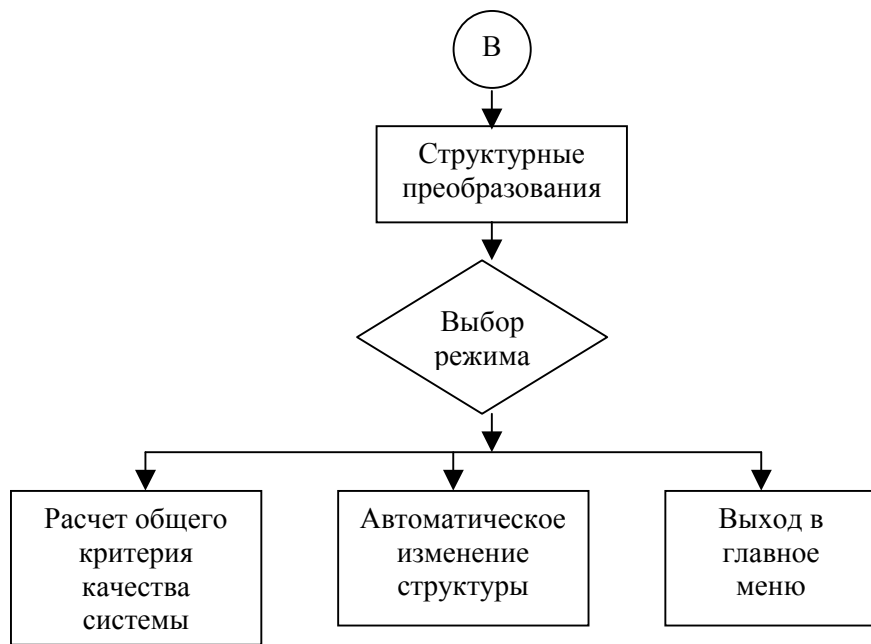 В
Структурные
преобразования
Выбор
режима
Расчет общего
критерия
качества
системы
Автоматическое
изменение
структуры
Выход в
главное
меню